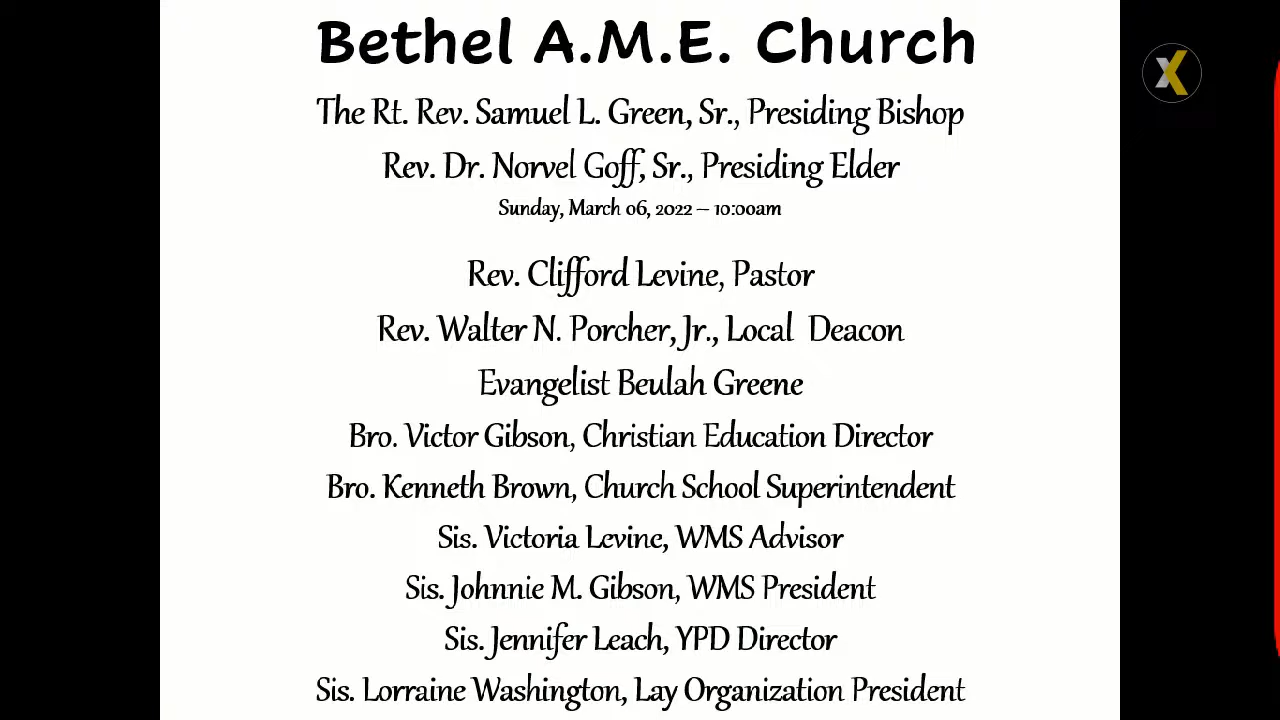 Bethel A.M.E. Church
The Rt. Rev. Samuel L. Green, Sr., Presiding Bishop
Rev. Dr. Norvel Goff, Sr., Presiding Elder
Sunday, March 06, 2022 – 10:00am
Rev. Clifford Levine, Pastor
Rev. Walter N. Porcher, Jr., Local  Deacon
Evangelist Beulah Greene
Bro. Victor Gibson, Christian Education Director
Bro. Kenneth Brown, Church School Superintendent
Sis. Victoria Levine, WMS Advisor
Sis. Johnnie M. Gibson, WMS President
Sis. Jennifer Leach, YPD Director
Sis. Lorraine Washington, Lay Organization President
X